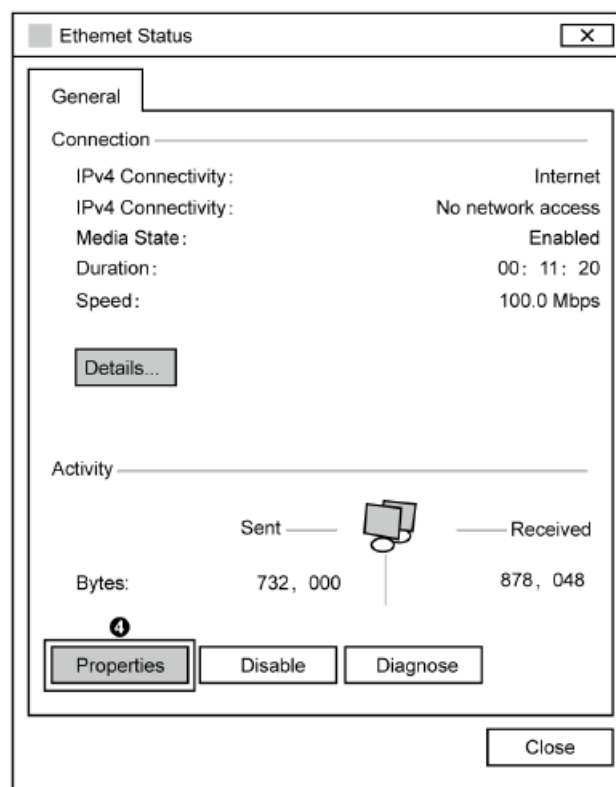 Ethemet Status
General
Connection
IPv4 Connectivity: Internet
IPv4 Connectivity: No network access
Media State: Enabled
Duration: 00: 11: 20
Speed: 100.0 Mbps
Details...
Activity
Sent Received
Bytes: 732, 000 878, 048
❹
Properties Disable Diagnose
Close